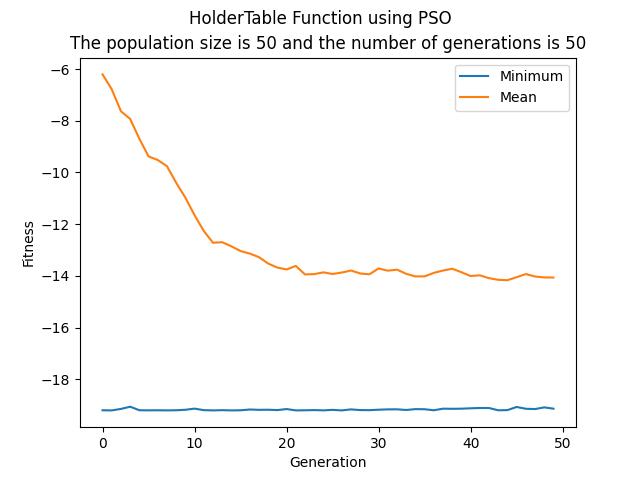 HolderTable Function using PSO
The population size is 50 and the number of generations is 50
Minimum
Mean
Fitness
−6
−8
−10
−12
−14
−16
−18
0 10 20 30 40 50
Generation